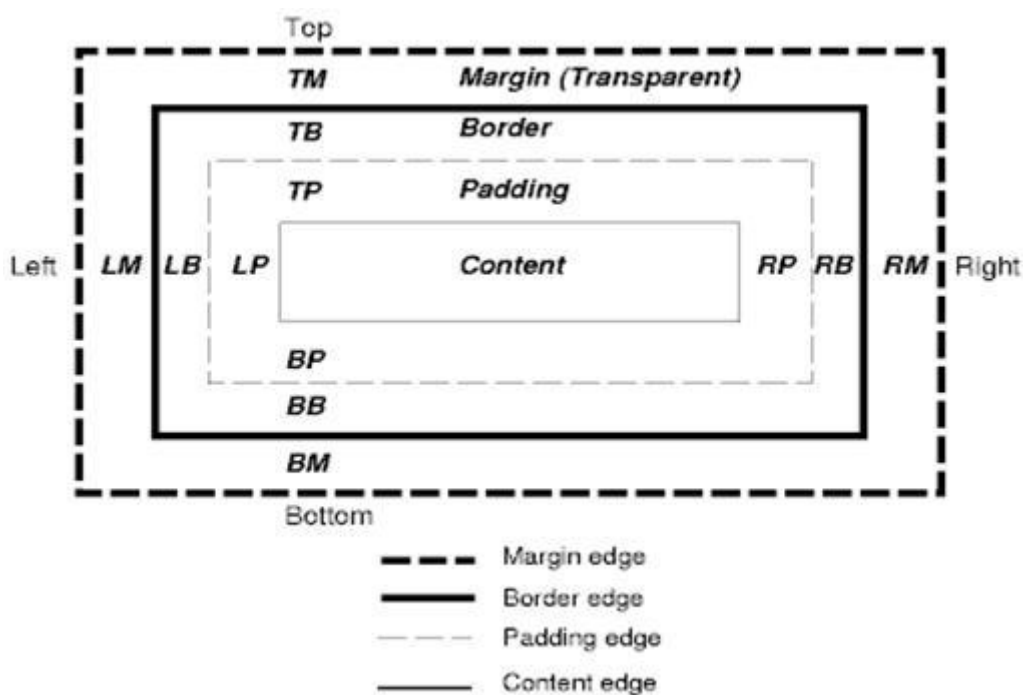 Top
TM Margin (Transparent)
TB Border
TP Padding
Left LM LB LP Content RP RB RM Right
BP
BB
BM
Bottom
Margin edge
Border edge
Padding edge
Content edge